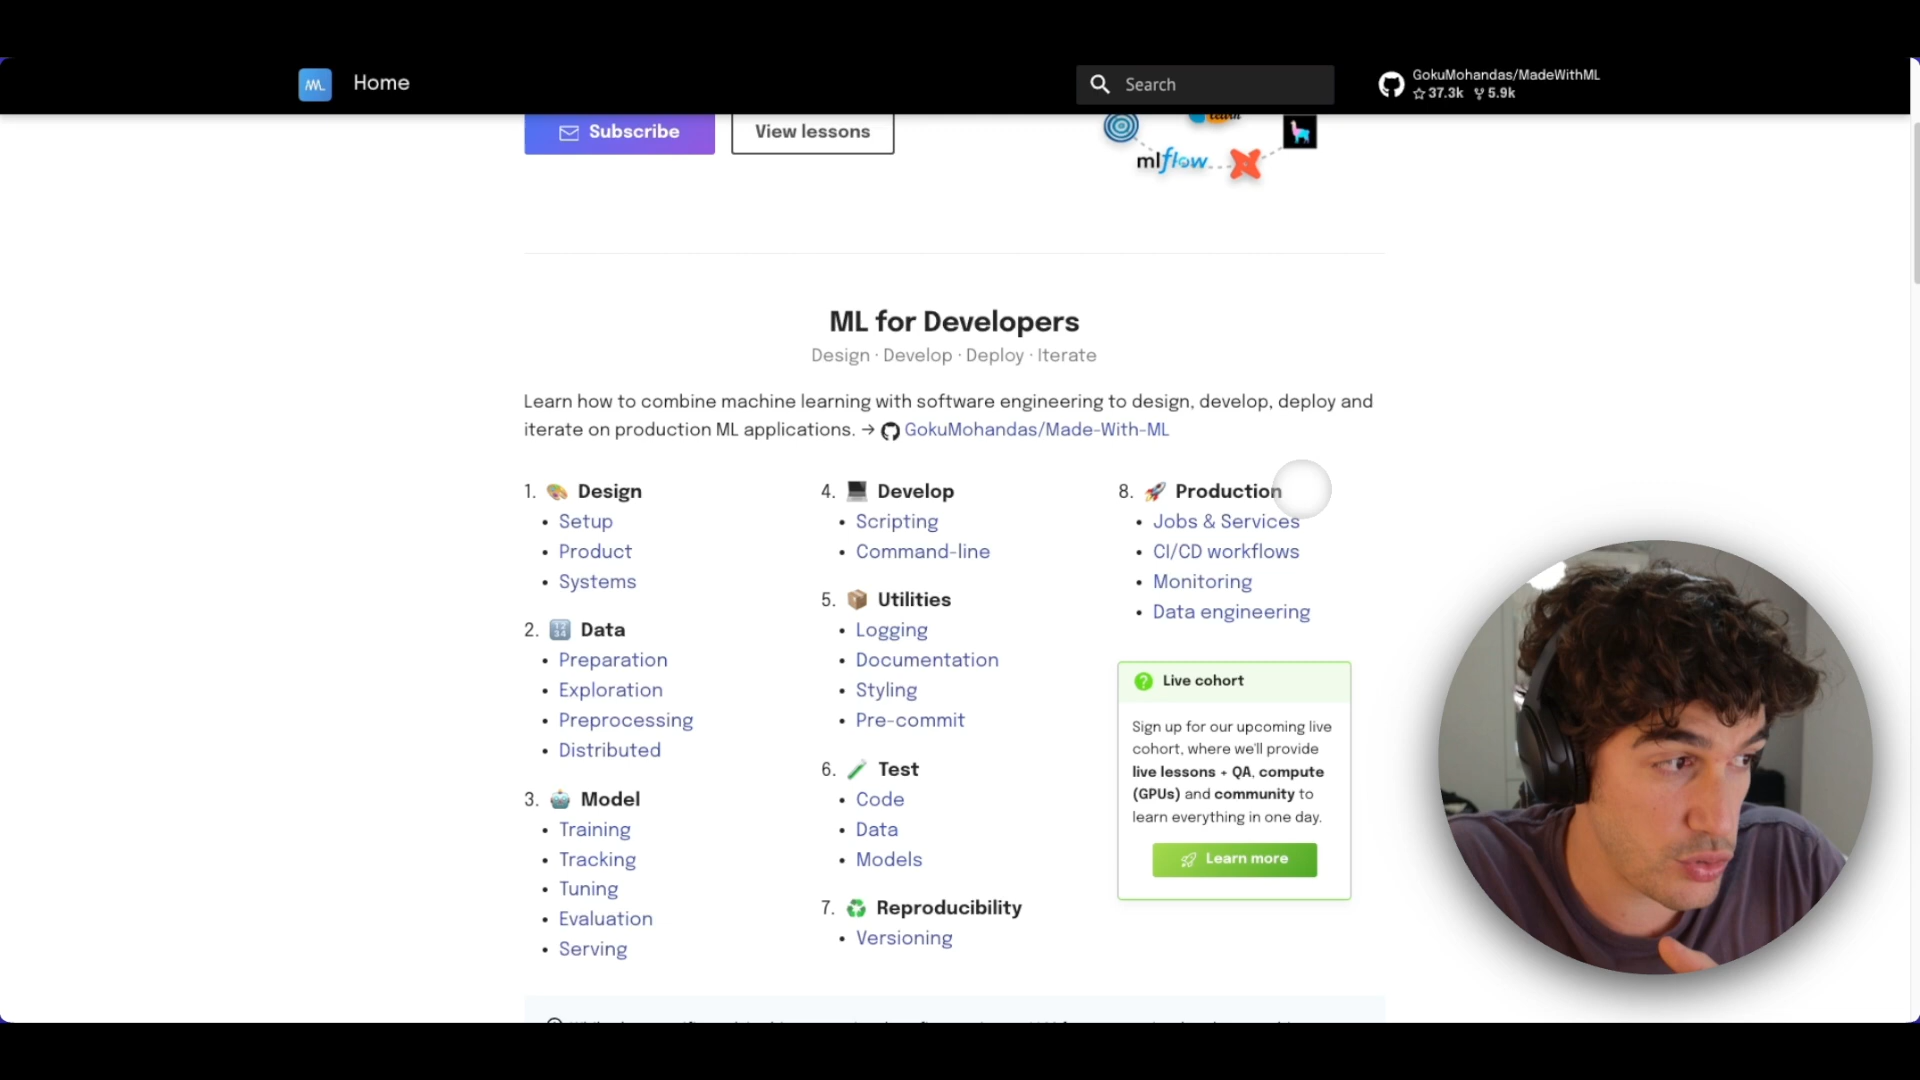 Home
Search
GokuMohandas/MadeWithML
37.3k 5.9k
Subscribe
View lessons
mlflow
ML for Developers
Design · Develop · Deploy · Iterate
Learn how to combine machine learning with software engineering to design, develop, deploy and
iterate on production ML applications. → GokuMohandas/Made-With-ML
1. Design
• Setup
• Product
• Systems
2. Data
• Preparation
• Exploration
• Preprocessing
• Distributed
3. Model
• Training
• Tracking
• Tuning
• Evaluation
• Serving
4. Develop
• Scripting
• Command-line
5. Utilities
• Logging
• Documentation
• Styling
• Pre-commit
6. Test
• Code
• Data
• Models
7. Reproducibility
• Versioning
8. Production
• Jobs & Services
• CI/CD workflows
• Monitoring
• Data engineering
Live cohort
Sign up for our upcoming live
cohort, where we'll provide
live lessons + QA, compute
(GPUs) and community to
learn everything in one day.
Learn more